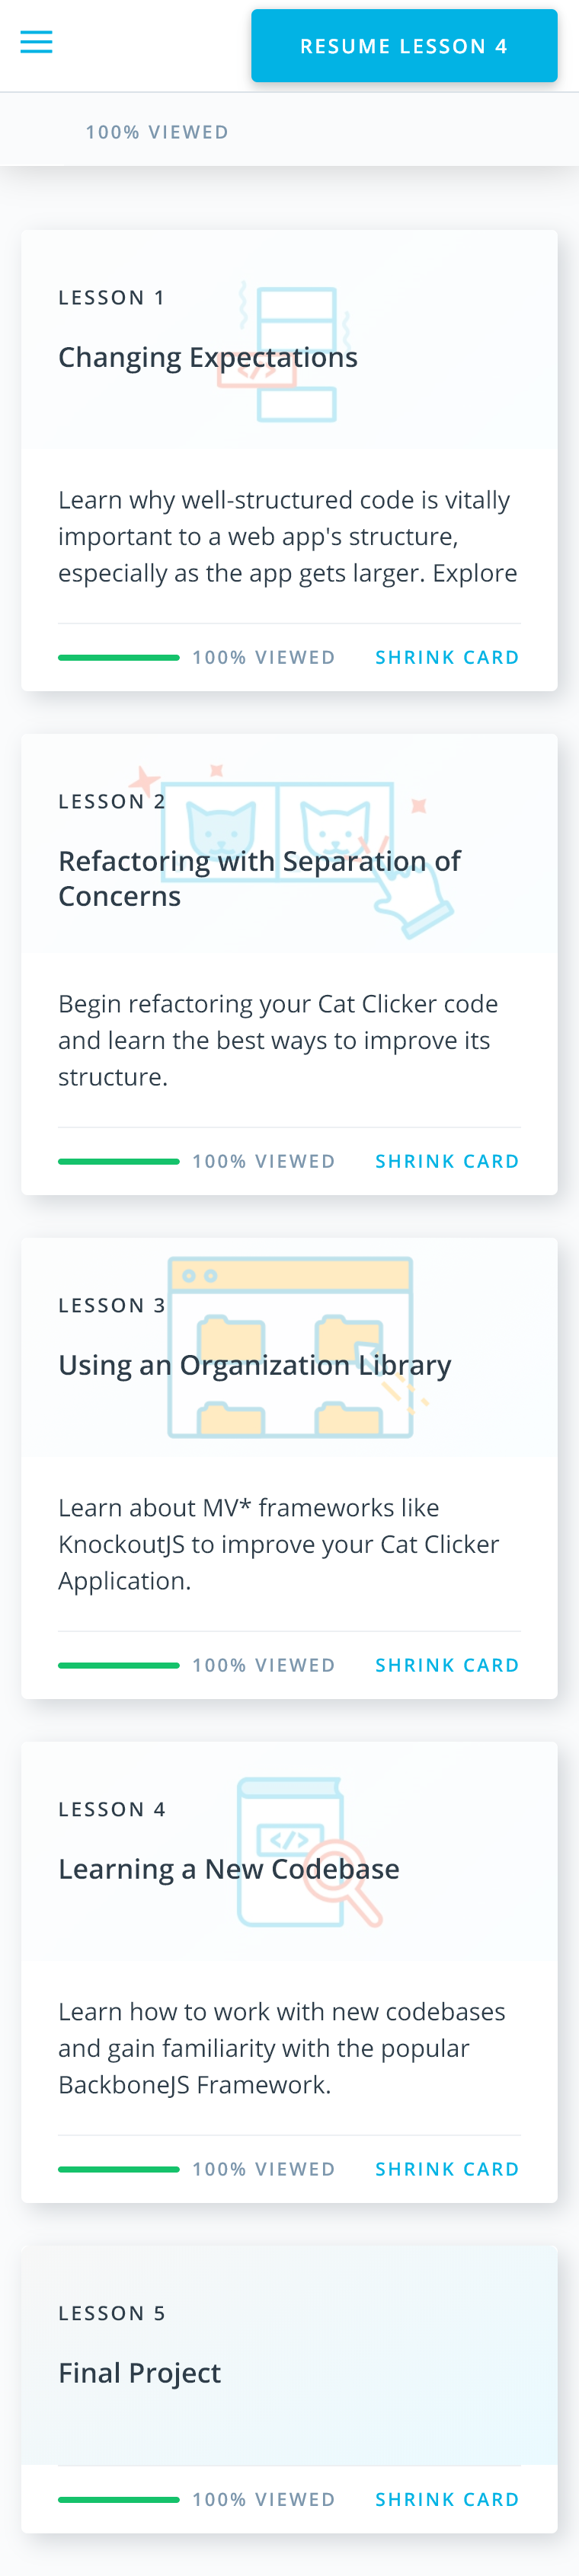 RESUME LESSON 4
100% VIEWED
LESSON 1
Changing Expectations
</>
Learn why well-structured code is vitally
important to a web app's structure,
especially as the app gets larger. Explore
100% VIEWED SHRINK CARD
LESSON 2
Refactoring with Separation of
Concerns
Begin refactoring your Cat Clicker code
and learn the best ways to improve its
structure.
100% VIEWED SHRINK CARD
LESSON 3
Using an Organization Library
Learn about MV* frameworks like
KnockoutJS to improve your Cat Clicker
Application.
100% VIEWED SHRINK CARD
LESSON 4
</>
Learning a New Codebase
Learn how to work with new codebases
and gain familiarity with the popular
BackboneJS Framework.
100% VIEWED SHRINK CARD
LESSON 5
Final Project
100% VIEWED SHRINK CARD